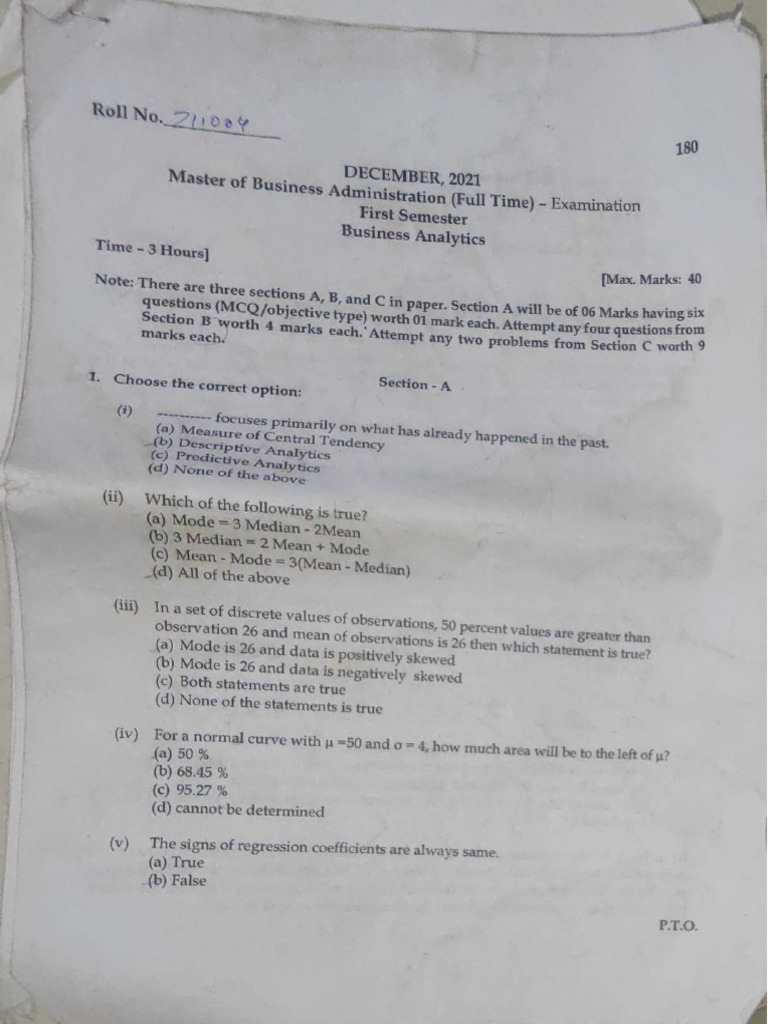 Roll No. 211004
180
DECEMBER, 2021
Master of Business Administration (Full Time) – Examination
First Semester
Business Analytics
Time – 3 Hours]
[Max. Marks: 40
Note: There are three sections A, B, and C in paper. Section A will be of 06 Marks having six
questions (MCQ/objective type) worth 01 mark each. Attempt any four questions from
Section B worth 4 marks each. Attempt any two problems from Section C worth 9
marks each.
Section - A
1. Choose the correct option:
(i) ---------- focuses primarily on what has already happened in the past.
(a) Measure of Central Tendency
(b) Descriptive Analytics
(c) Predictive Analytics
(d) None of the above
(ii) Which of the following is true?
(a) Mode = 3 Median - 2Mean
(b) 3 Median = 2 Mean + Mode
(c) Mean - Mode = 3(Mean - Median)
(d) All of the above
(iii) In a set of discrete values of observations, 50 percent values are greater than
observation 26 and mean of observations is 26 then which statement is true?
(a) Mode is 26 and data is positively skewed
(b) Mode is 26 and data is negatively skewed
(c) Both statements are true
(d) None of the statements is true
(iv) For a normal curve with μ =50 and σ = 4, how much area will be to the left of μ?
(a) 50 %
(b) 68.45 %
(c) 95.27 %
(d) cannot be determined
(v) The signs of regression coefficients are always same.
(a) True
(b) False
P.T.O.